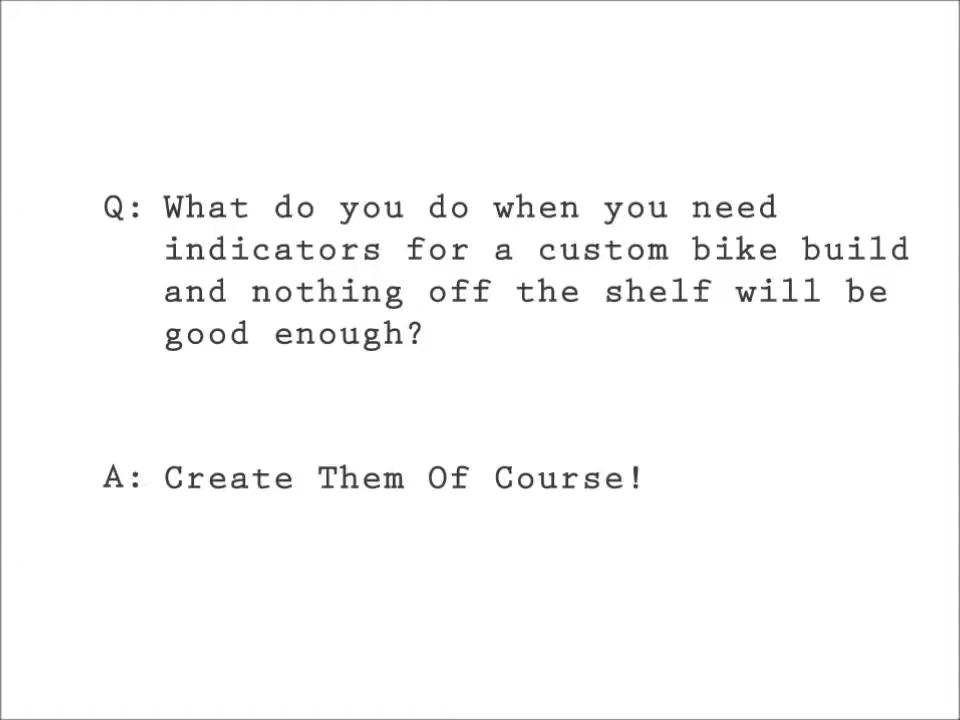 Q: What do you do when you need
indicators for a custom bike build
and nothing off the shelf will be
good enough?
A: Create Them Of Course!